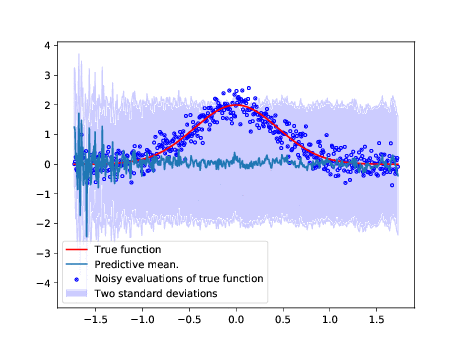 4
3
2
1
0
−1
−2
−3
−4
True function
Predictive mean.
Noisy evaluations of true function
Two standard deviations
−1.5 −1.0 −0.5 0.0 0.5 1.0 1.5